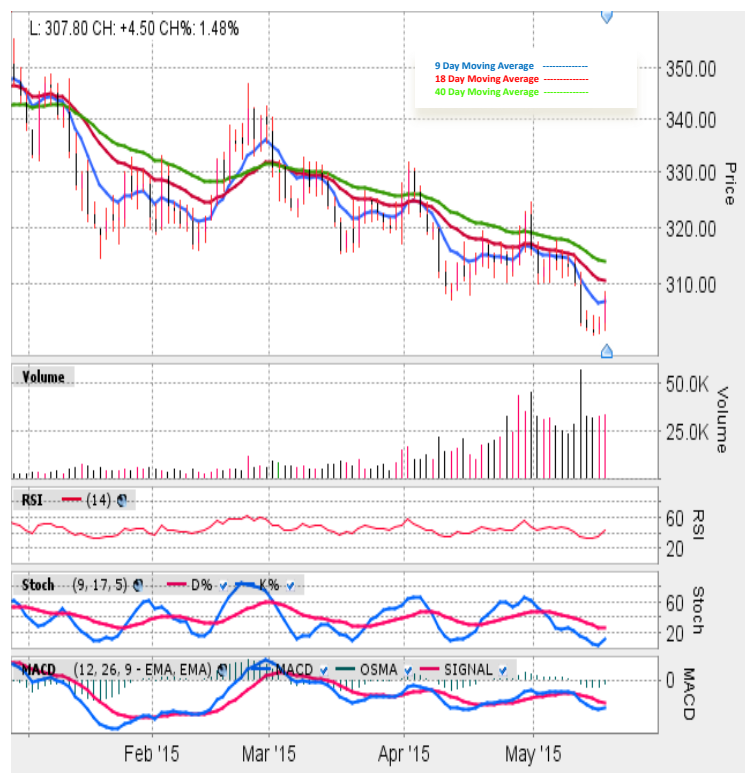 L: 307.80 CH: +4.50 CH%: 1.48%
9 Day Moving Average --------------
18 Day Moving Average --------------
40 Day Moving Average --------------
350.00
340.00
330.00
320.00
310.00
Price
Volume
50.0K
25.0K
Volume
RSI (14)
60
20
RSI
Stoch (9, 17, 5) D% K%
60
20
Stoch
MACD (12, 26, 9 - EMA, EMA) MACD OSMA SIGNAL
0
MACD
Feb '15 Mar '15 Apr '15 May '15